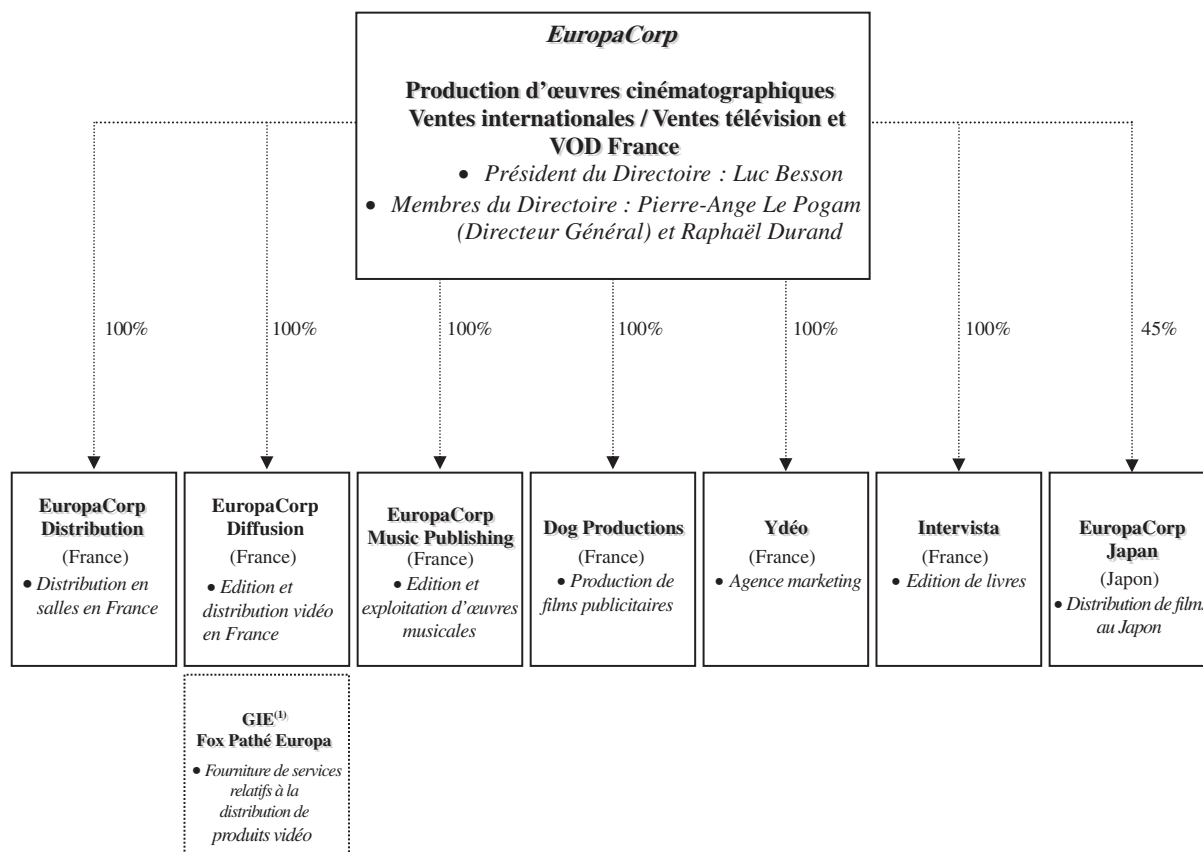 EuropaCorp
Production d’œuvres cinématographiques
Ventes internationales / Ventes télévision et
VOD France
• Président du Directoire : Luc Besson
• Membres du Directoire : Pierre-Ange Le Pogam
(Directeur Général) et Raphaël Durand
100%
100%
100%
100%
100%
100%
45%
EuropaCorp
Distribution
(France)
• Distribution en
salles en France
EuropaCorp
Diffusion
(France)
• Edition et
distribution vidéo
en France
EuropaCorp
Music Publishing
(France)
• Edition et
exploitation d’œuvres
musicales
Dog Productions
(France)
• Production de
films publicitaires
Ydéo
(France)
• Agence marketing
Intervista
(France)
• Edition de livres
EuropaCorp
Japan
(Japon)
• Distribution de films
au Japon
GIE(1)
Fox Pathé Europa
• Fourniture de services
relatifs à la
distribution de
produits vidéo